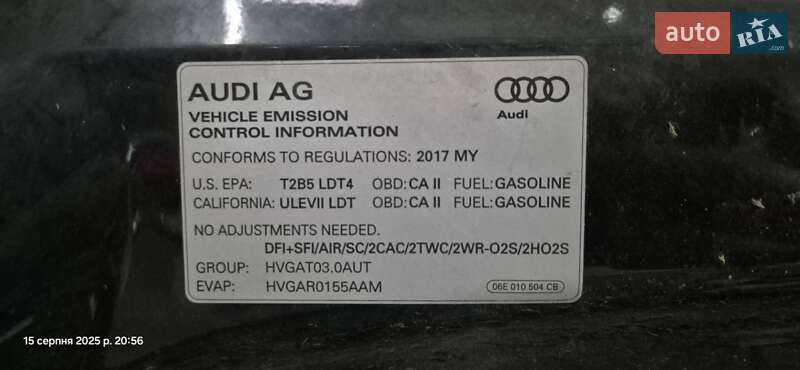 auto RIA.com
AUDI AG
Audi
VEHICLE EMISSION
CONTROL INFORMATION
CONFORMS TO REGULATIONS: 2017 MY
U.S. EPA: T2B5 LDT4 OBD: CA II FUEL: GASOLINE
CALIFORNIA: ULEVII LDT OBD: CA II FUEL: GASOLINE
NO ADJUSTMENTS NEEDED.
DFI+SFI/AIR/SC/2CAC/2TWC/2WR-O2S/2HO2S
GROUP: HVGAT03.0AUT
EVAP: HVGAR0155AAM
06E 010 504 CB
15 серпня 2025 р. 20:56